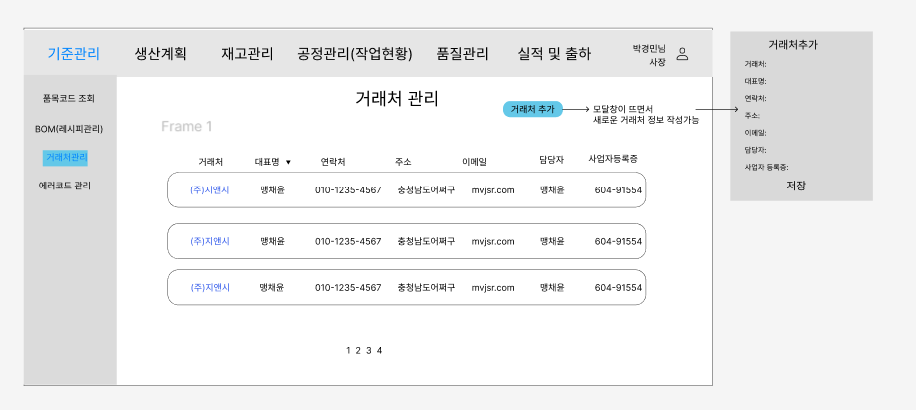 기준관리 생산계획 재고관리 공정관리(작업현황) 품질관리 실적 및 출하 박경민님
사장
품목코드 조회
BOM(레시피관리)
거래처관리
에러코드 관리
거래처 관리
Frame 1
거래처 추가
모달창이 뜨면서
새로운 거래처 정보 작성가능
거래처 대표명 ▼ 연락처 주소 이메일 담당자 사업자등록증
(주)지앤시 맹채윤 010-1235-4567 충청남도어쩌구 mvjsr.com 맹채윤 604-91554
(주)지앤시 맹채윤 010-1235-4567 충청남도어쩌구 mvjsr.com 맹채윤 604-91554
(주)지앤시 맹채윤 010-1235-4567 충청남도어쩌구 mvjsr.com 맹채윤 604-91554
1 2 3 4
거래처추가
거래처:
대표명:
연락처:
주소:
이메일:
담당자:
사업자 등록증:
저장